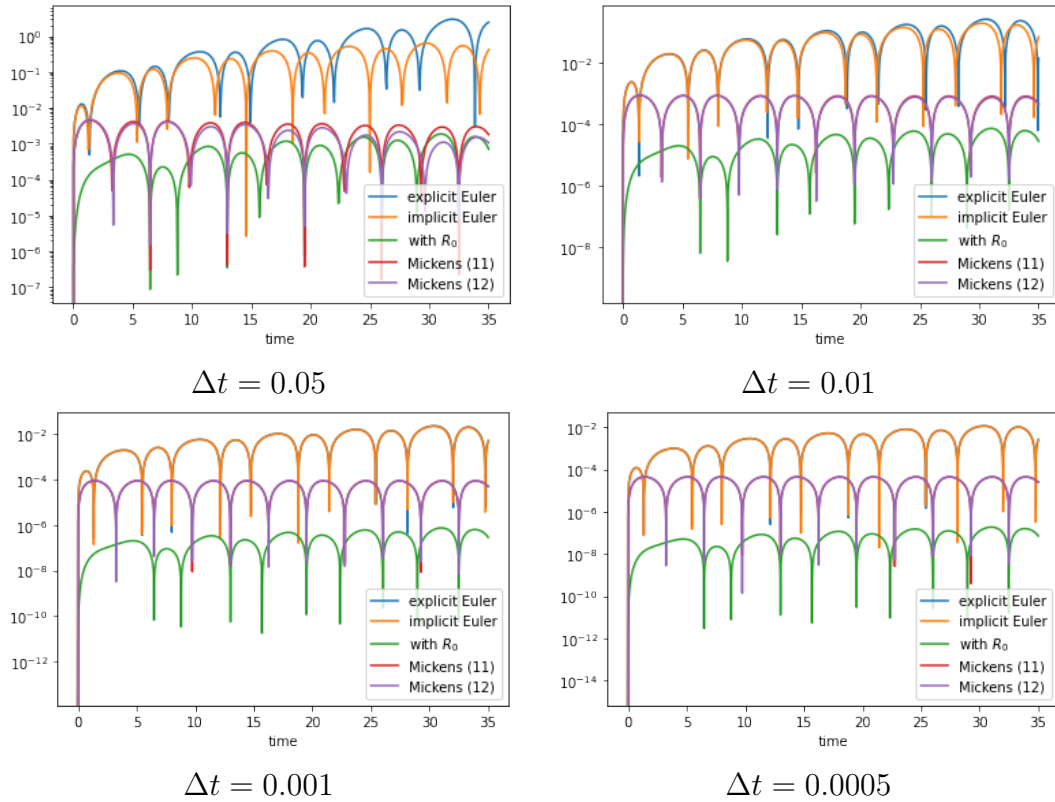 10⁰
10⁻¹
10⁻²
10⁻³
10⁻⁴
10⁻⁵
10⁻⁶
10⁻⁷
explicit Euler
implicit Euler
with R₀
Mickens (11)
Mickens (12)
0 5 10 15 20 25 30 35
time
Δt = 0.05
10⁻²
10⁻⁴
10⁻⁶
10⁻⁸
explicit Euler
implicit Euler
with R₀
Mickens (11)
Mickens (12)
0 5 10 15 20 25 30 35
time
Δt = 0.01
10⁻²
10⁻⁴
10⁻⁶
10⁻⁸
10⁻¹⁰
10⁻¹²
explicit Euler
implicit Euler
with R₀
Mickens (11)
Mickens (12)
0 5 10 15 20 25 30 35
time
Δt = 0.001
10⁻²
10⁻⁴
10⁻⁶
10⁻⁸
10⁻¹⁰
10⁻¹²
10⁻¹⁴
explicit Euler
implicit Euler
with R₀
Mickens (11)
Mickens (12)
0 5 10 15 20 25 30 35
time
Δt = 0.0005